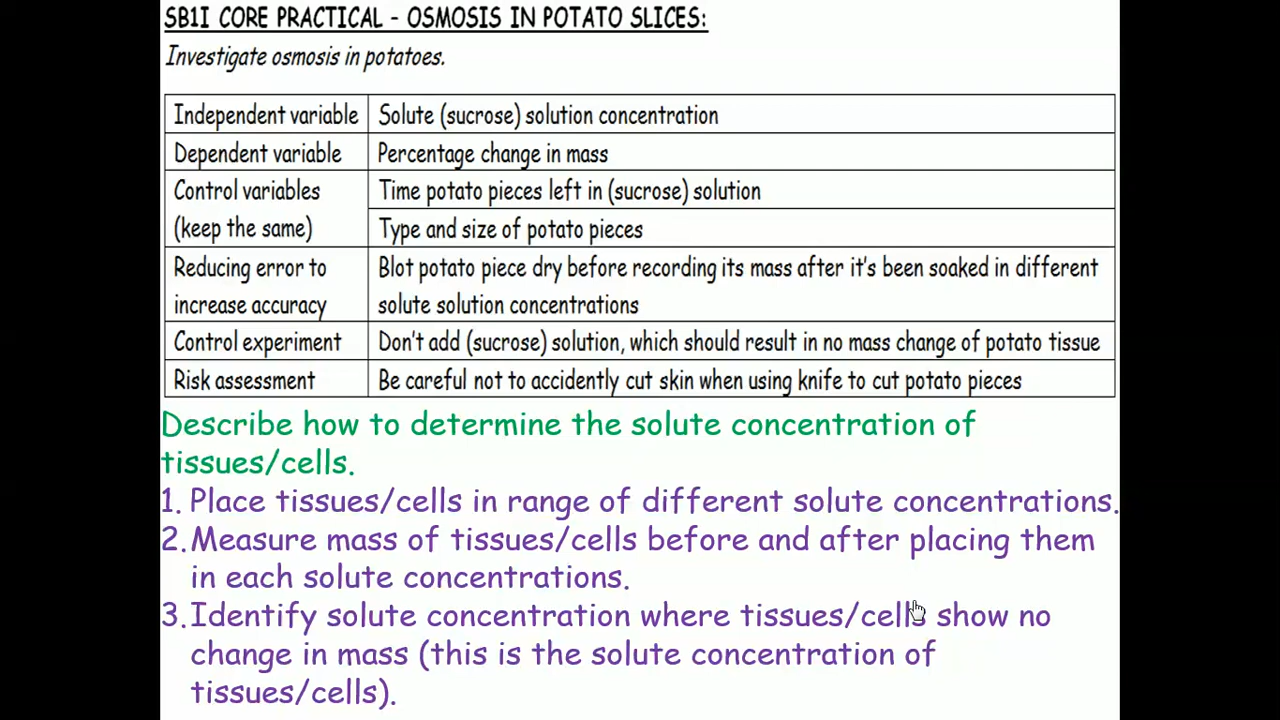 SB1I CORE PRACTICAL - OSMOSIS IN POTATO SLICES:
Investigate osmosis in potatoes.
Independent variable Solute (sucrose) solution concentration
Dependent variable Percentage change in mass
Control variables Time potato pieces left in (sucrose) solution
(keep the same) Type and size of potato pieces
Reducing error to Blot potato piece dry before recording its mass after it's been soaked in different
increase accuracy solute solution concentrations
Control experiment Don't add (sucrose) solution, which should result in no mass change of potato tissue
Risk assessment Be careful not to accidently cut skin when using knife to cut potato pieces
Describe how to determine the solute concentration of
tissues/cells.
1. Place tissues/cells in range of different solute concentrations.
2. Measure mass of tissues/cells before and after placing them
in each solute concentrations.
3. Identify solute concentration where tissues/cells show no
change in mass (this is the solute concentration of
tissues/cells).